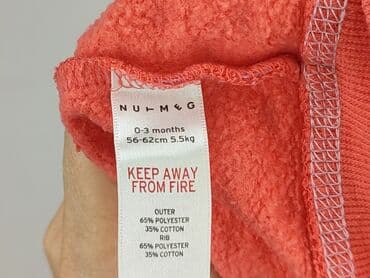 NUTMEG
0-3 months
56-62cm 5.5kg
KEEP AWAY
FROM FIRE
OUTER
65% POLYESTER
35% COTTON
RIB
65% POLYESTER
35% COTTON